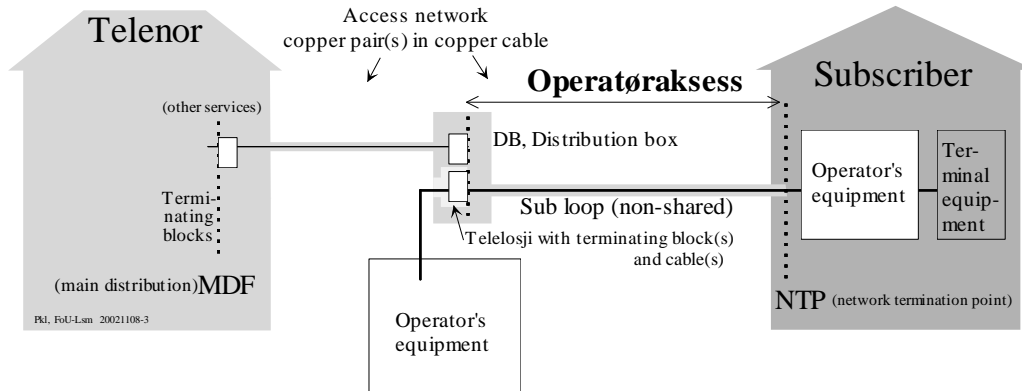 Telenor
Access network
copper pair(s) in copper cable
Operatøraksess
Subscriber
(other services)
DB, Distribution box
Operator's
equipment
Ter-
minal
equip-
ment
Termi-
nating
blocks
Sub loop (non-shared)
Telelosji with terminating block(s)
and cable(s)
(main distribution) MDF
NTP (network termination point)
Pkl, FoU-Lsm 20021108-3
Operator's
equipment